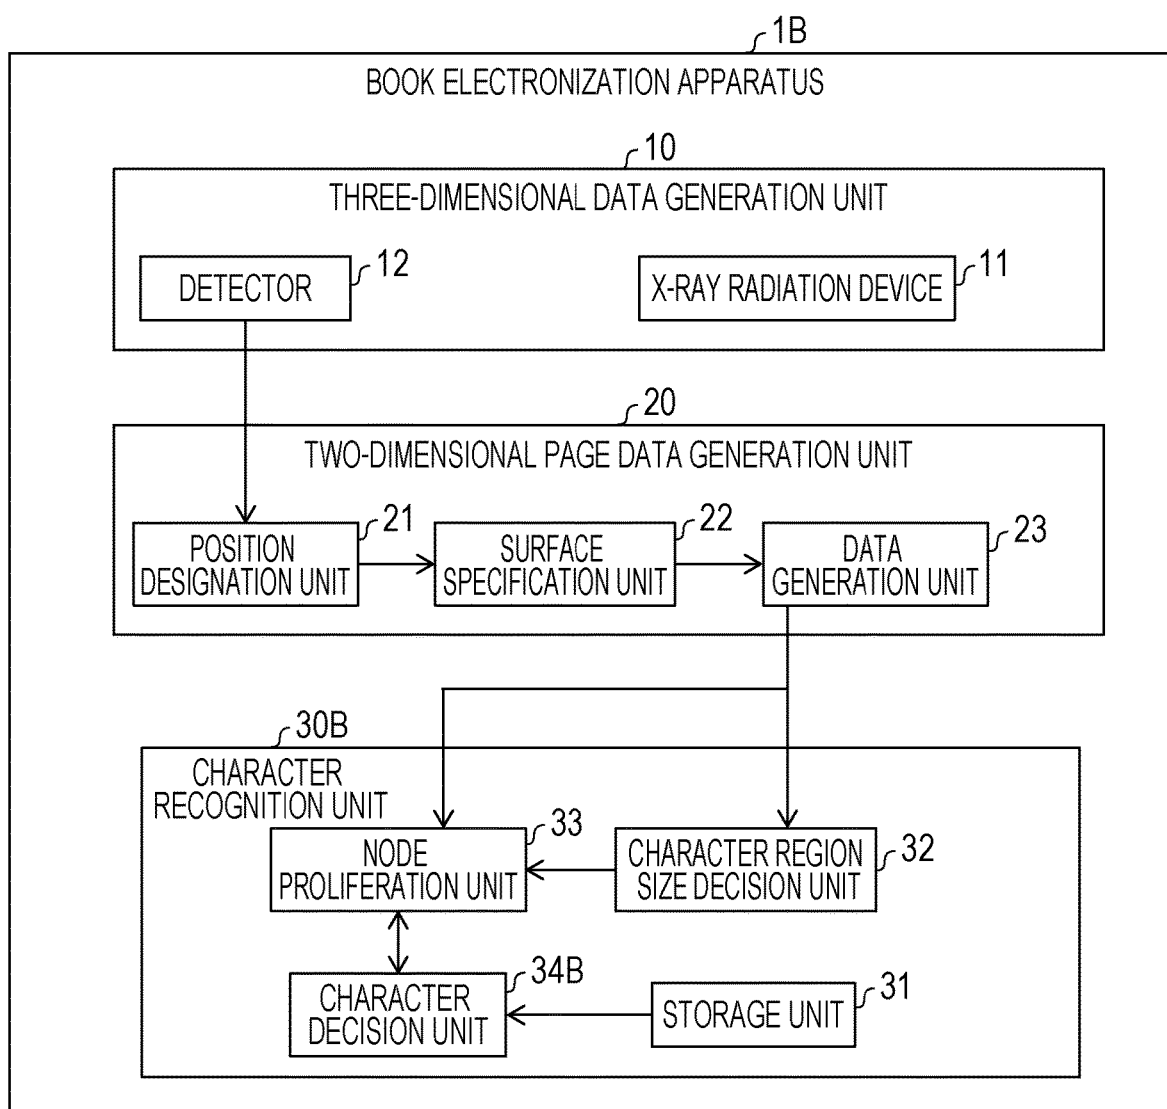 1B
BOOK ELECTRONIZATION APPARATUS
10
THREE-DIMENSIONAL DATA GENERATION UNIT
12
DETECTOR
11
X-RAY RADIATION DEVICE
20
TWO-DIMENSIONAL PAGE DATA GENERATION UNIT
21
POSITION
DESIGNATION UNIT
22
SURFACE
SPECIFICATION UNIT
23
DATA
GENERATION UNIT
30B
CHARACTER
RECOGNITION UNIT
33
NODE
PROLIFERATION UNIT
32
CHARACTER REGION
SIZE DECISION UNIT
34B
CHARACTER
DECISION UNIT
31
STORAGE UNIT